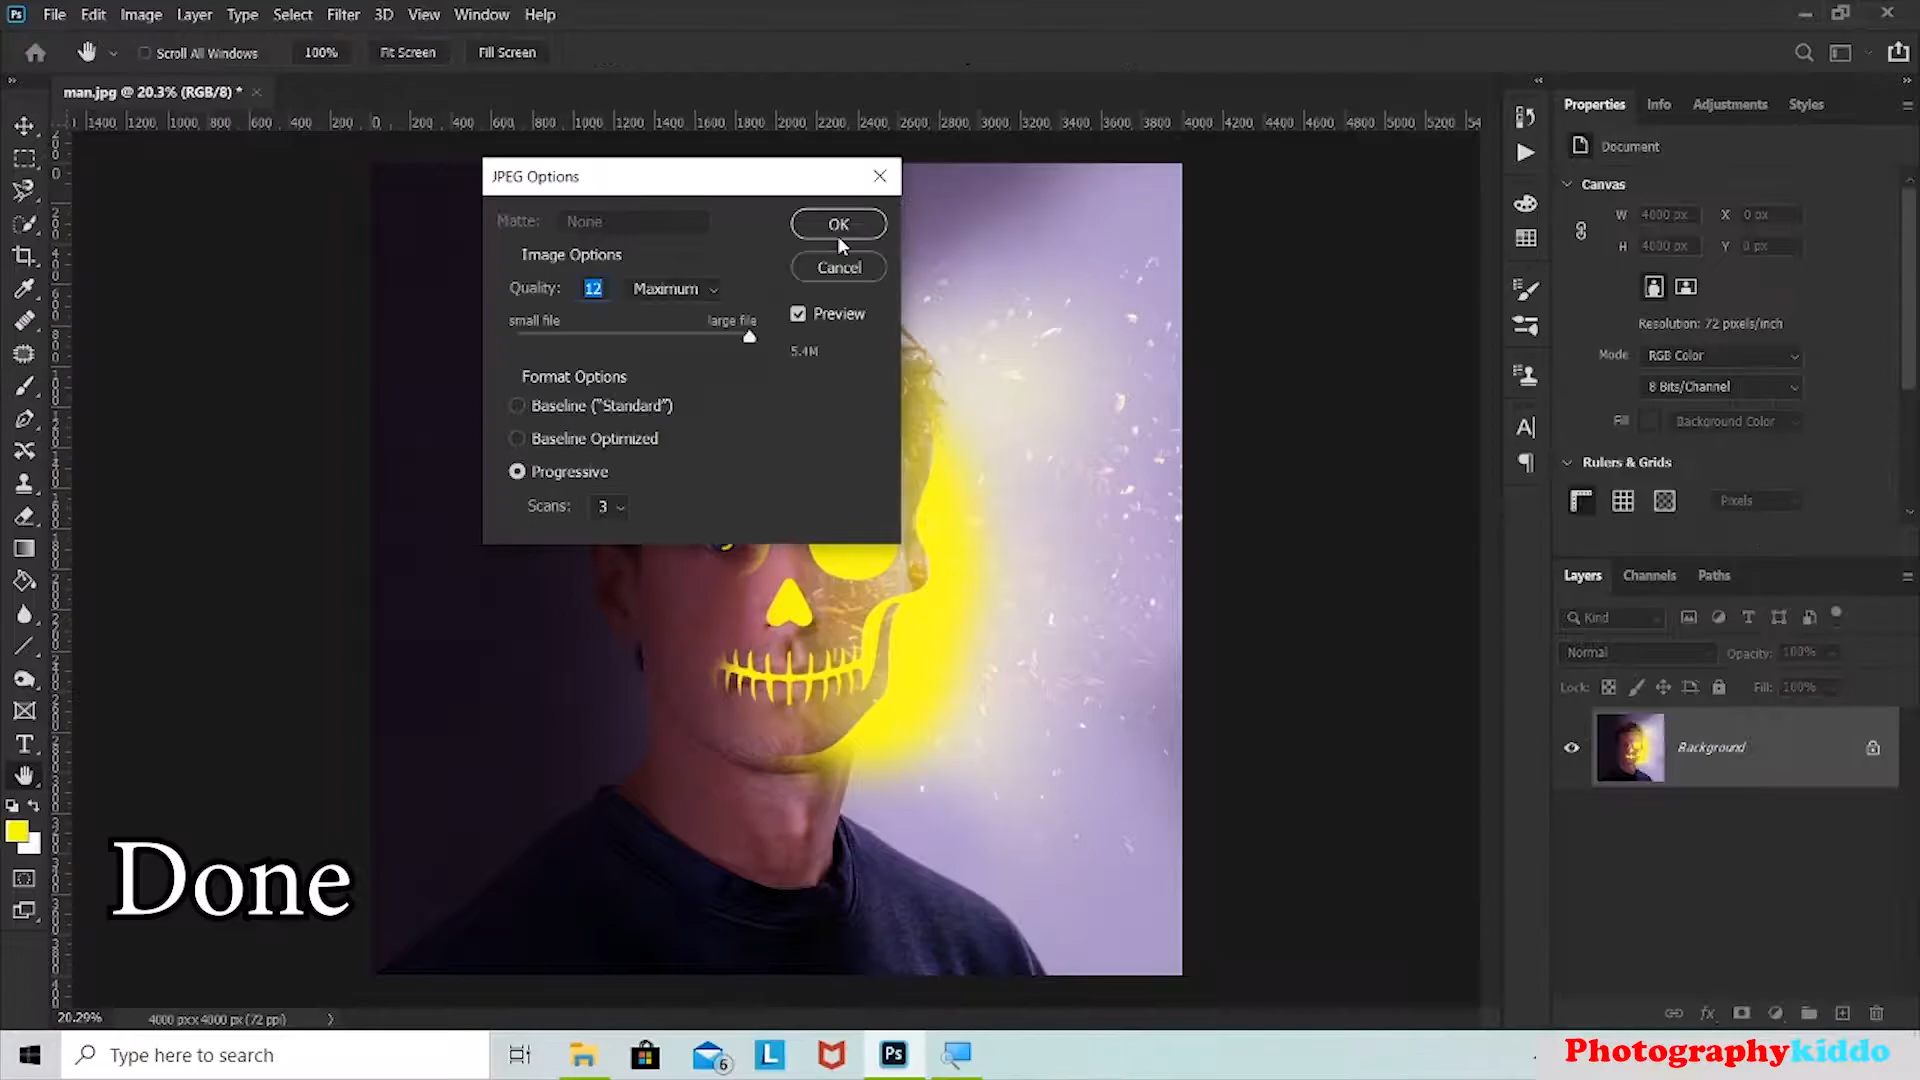 Ps File Edit Image Layer Type Select Filter 3D View Window Help
Scroll All Windows 100% Fit Screen Fill Screen
man.jpg @ 20.3% (RGB/8) *
1400 1200 1000 800 600 400 200 0 200 400 600 800 1000 1200 1400 1600 1800 2000 2200 2400 2600 2800 3000 3200 3400 3600 3800 4000 4200 4400 4600 4800 5000 5200
JPEG Options
Matte: None
OK
Image Options
Cancel
Quality: 12 Maximum
Preview
small file large file
5.4M
Format Options
Baseline ("Standard")
Baseline Optimized
Progressive
Scans: 3
Properties Info Adjustments Styles
Document
Canvas
W 4000 px X 0 px
H 4000 px Y 0 px
Resolution: 72 pixels/inch
Mode RGB Color
8 Bits/Channel
Fill Background Color
Rulers & Grids
Pixels
Layers Channels Paths
Kind
Normal Opacity: 100%
Lock: Fill: 100%
Background
Done
20.29% 4000 px x 4000 px (72 ppi)
Type here to search
6
L
Ps
Photographykiddo